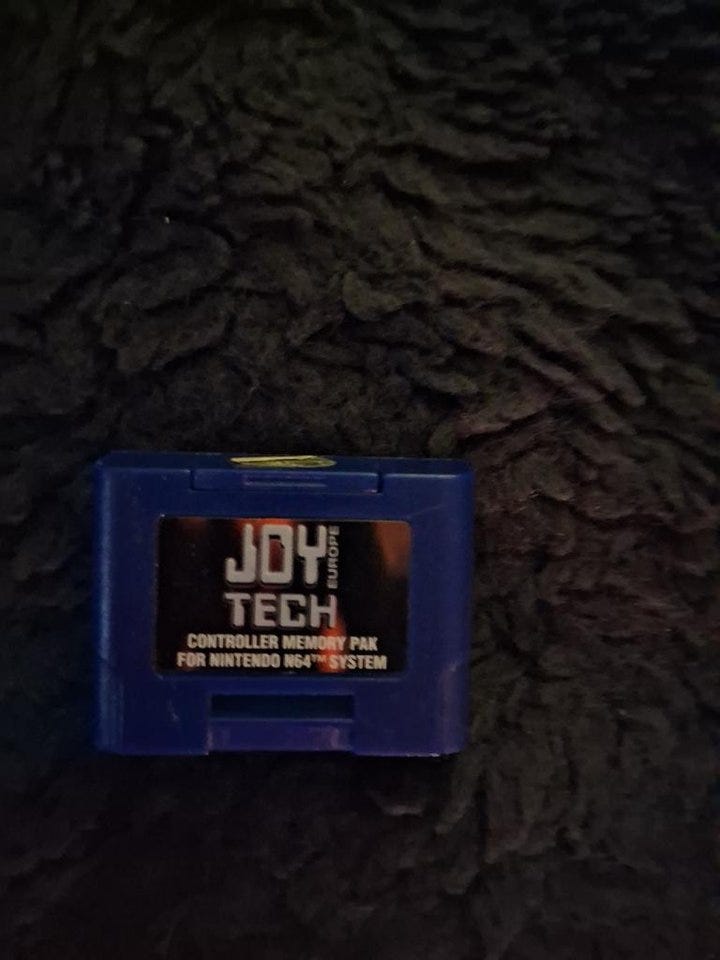 JOY EUROPE
TECH
CONTROLLER MEMORY PAK
FOR NINTENDO N64™ SYSTEM